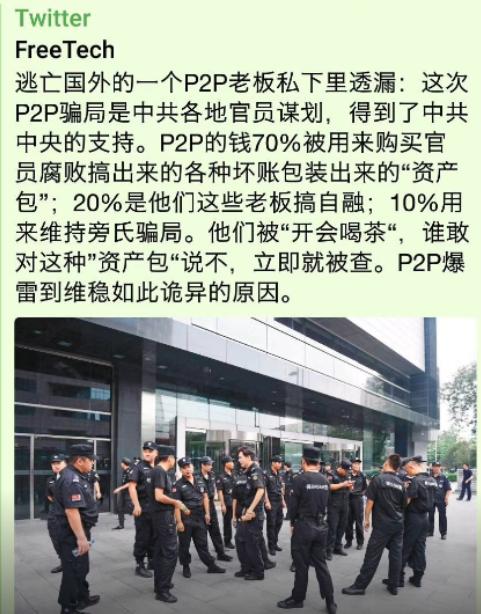 Twitter
FreeTech
逃亡国外的一个P2P老板私下里透漏：这次
P2P骗局是中共各地官员谋划，得到了中共
中央的支持。P2P的钱70%被用来购买官
员腐败搞出来的各种坏账包装出来的“资产
包”；20%是他们这些老板搞自融；10%用
来维持旁氏骗局。他们被“开会喝茶“，谁敢
对这种”资产包“说不，立即就被查。P2P爆
雷到维稳如此诡异的原因。